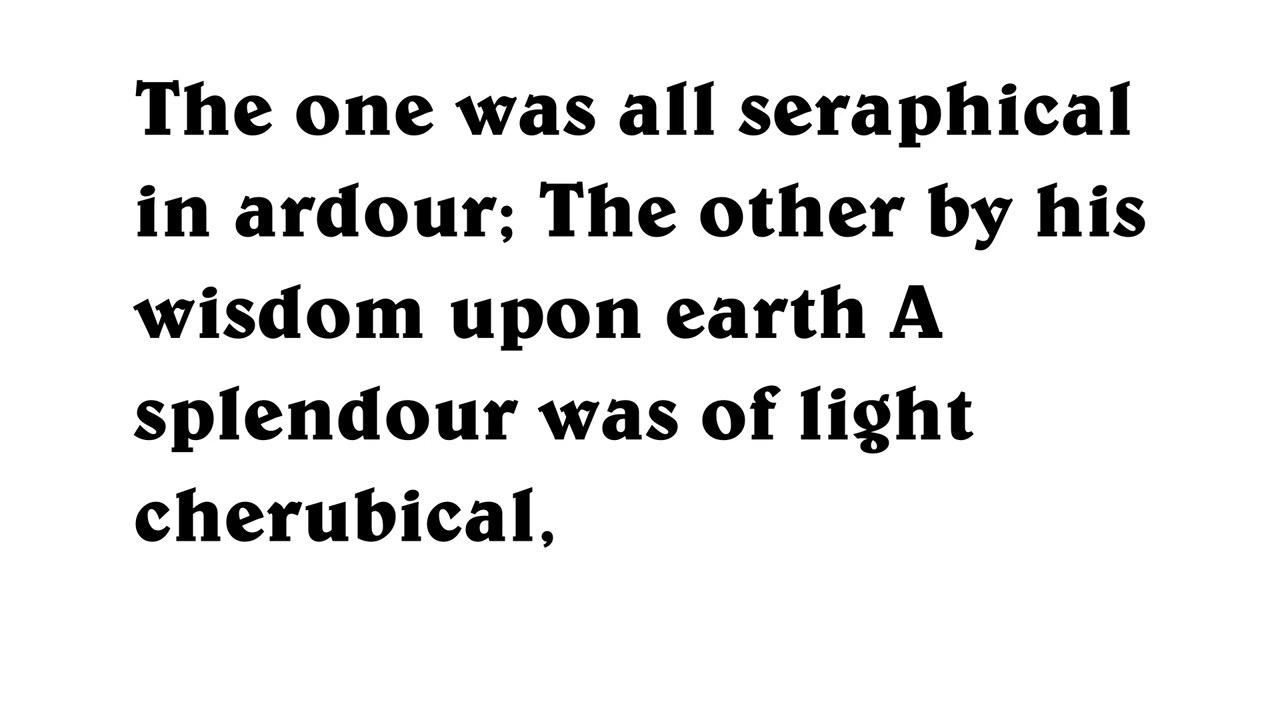 The one was all seraphical
in ardour; The other by his
wisdom upon earth A
splendour was of light
cherubical,